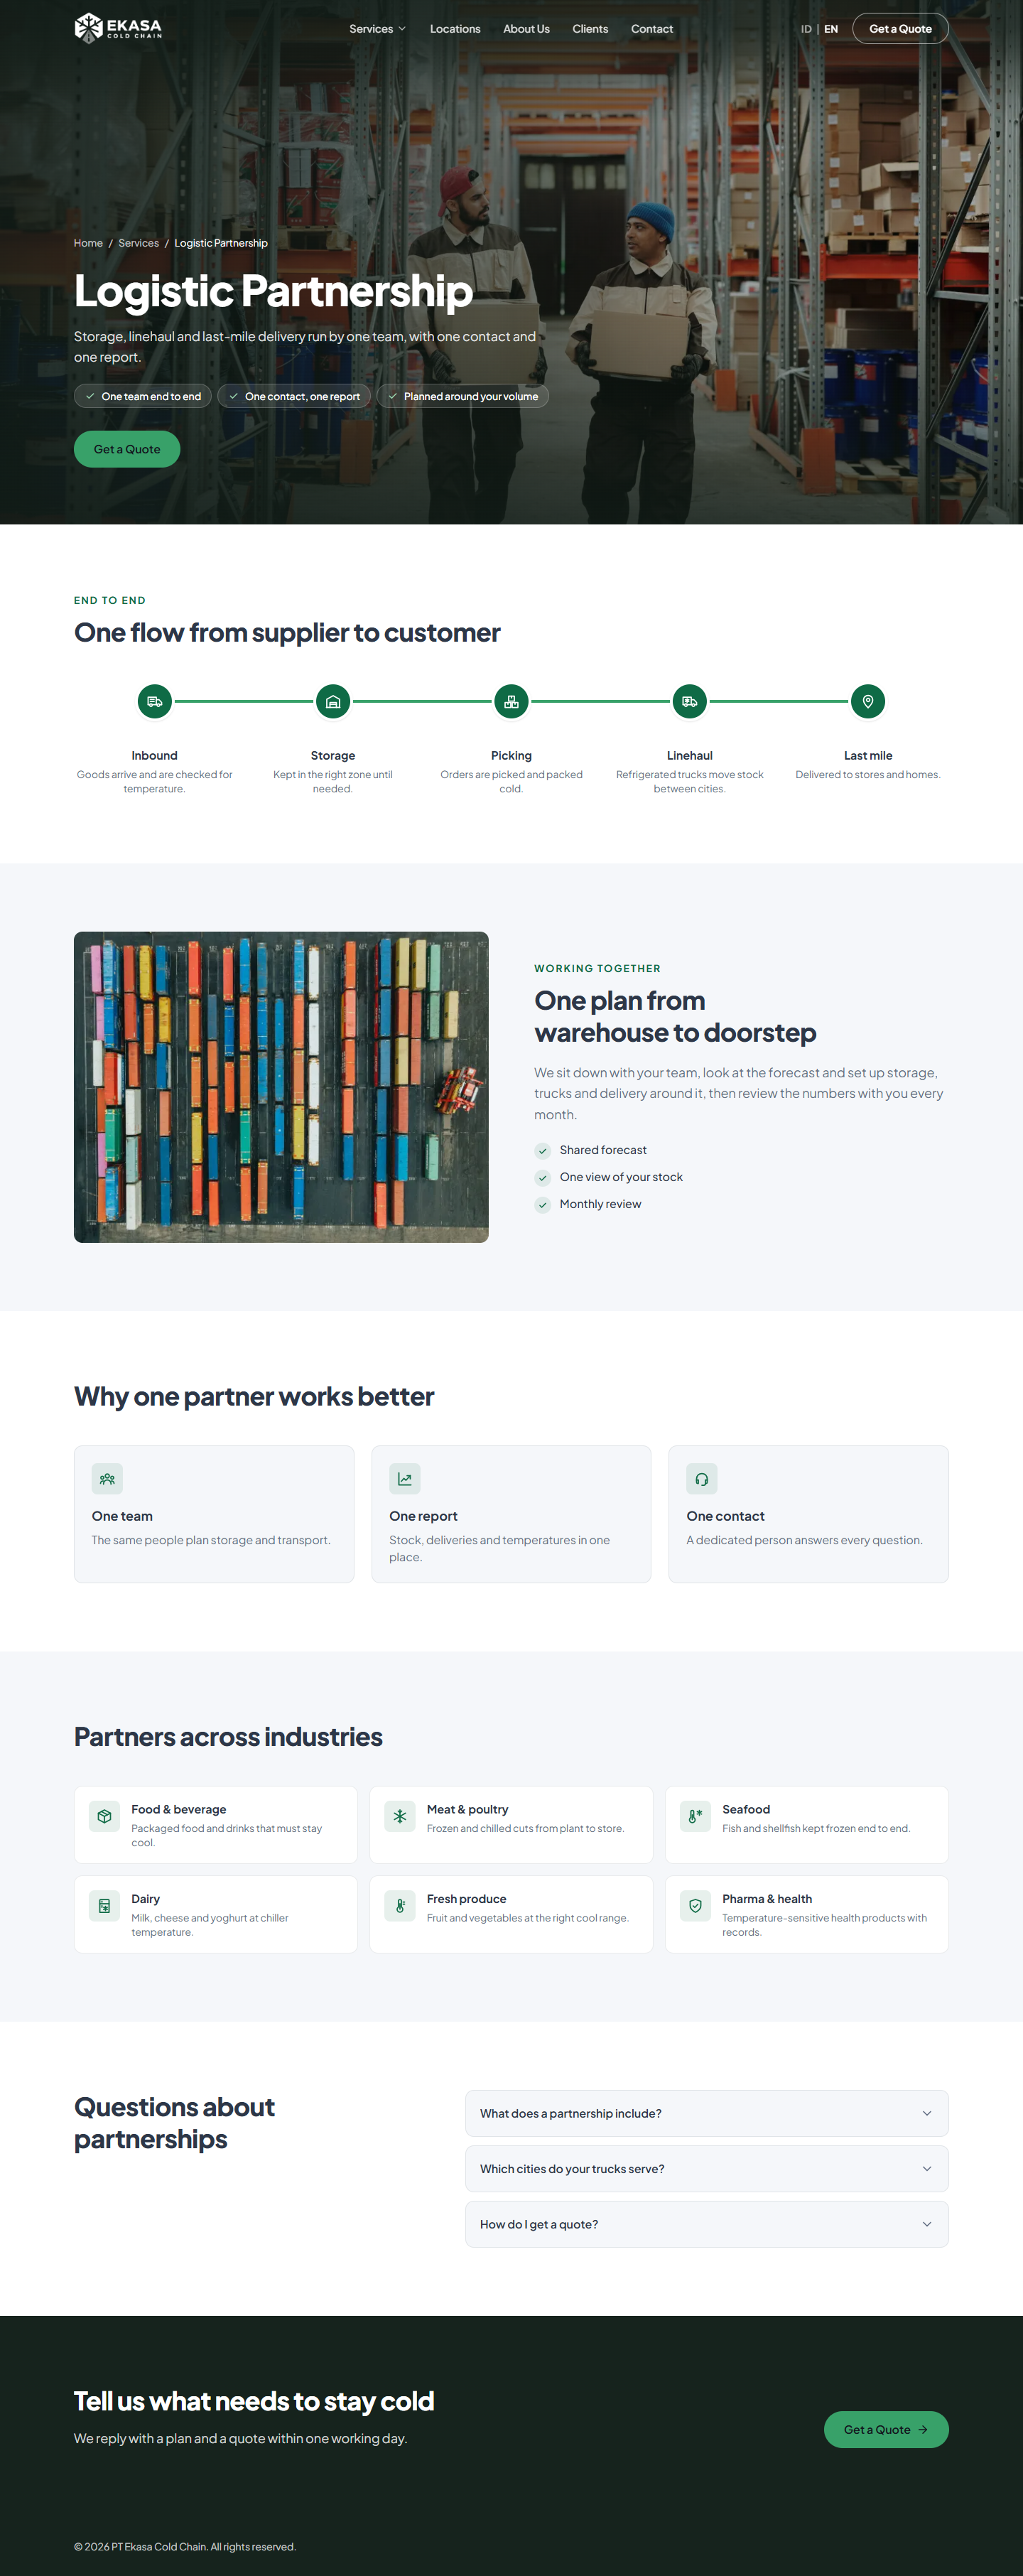 EKASA
COLD CHAIN
Services
Locations
About Us
Clients
Contact
ID | EN
Get a Quote
Home / Services / Logistic Partnership
Logistic Partnership
Storage, linehaul and last-mile delivery run by one team, with one contact and
one report.
One team end to end
One contact, one report
Planned around your volume
Get a Quote
END TO END
One flow from supplier to customer
Inbound
Goods arrive and are checked for
temperature.
Storage
Kept in the right zone until
needed.
Picking
Orders are picked and packed
cold.
Linehaul
Refrigerated trucks move stock
between cities.
Last mile
Delivered to stores and homes.
WORKING TOGETHER
One plan from
warehouse to doorstep
We sit down with your team, look at the forecast and set up storage,
trucks and delivery around it, then review the numbers with you every
month.
Shared forecast
One view of your stock
Monthly review
Why one partner works better
One team
The same people plan storage and transport.
One report
Stock, deliveries and temperatures in one
place.
One contact
A dedicated person answers every question.
Partners across industries
Food & beverage
Packaged food and drinks that must stay
cool.
Meat & poultry
Frozen and chilled cuts from plant to store.
Seafood
Fish and shellfish kept frozen end to end.
Dairy
Milk, cheese and yoghurt at chiller
temperature.
Fresh produce
Fruit and vegetables at the right cool range.
Pharma & health
Temperature-sensitive health products with
records.
Questions about
partnerships
What does a partnership include?
Which cities do your trucks serve?
How do I get a quote?
Tell us what needs to stay cold
We reply with a plan and a quote within one working day.
Get a Quote
© 2026 PT Ekasa Cold Chain. All rights reserved.